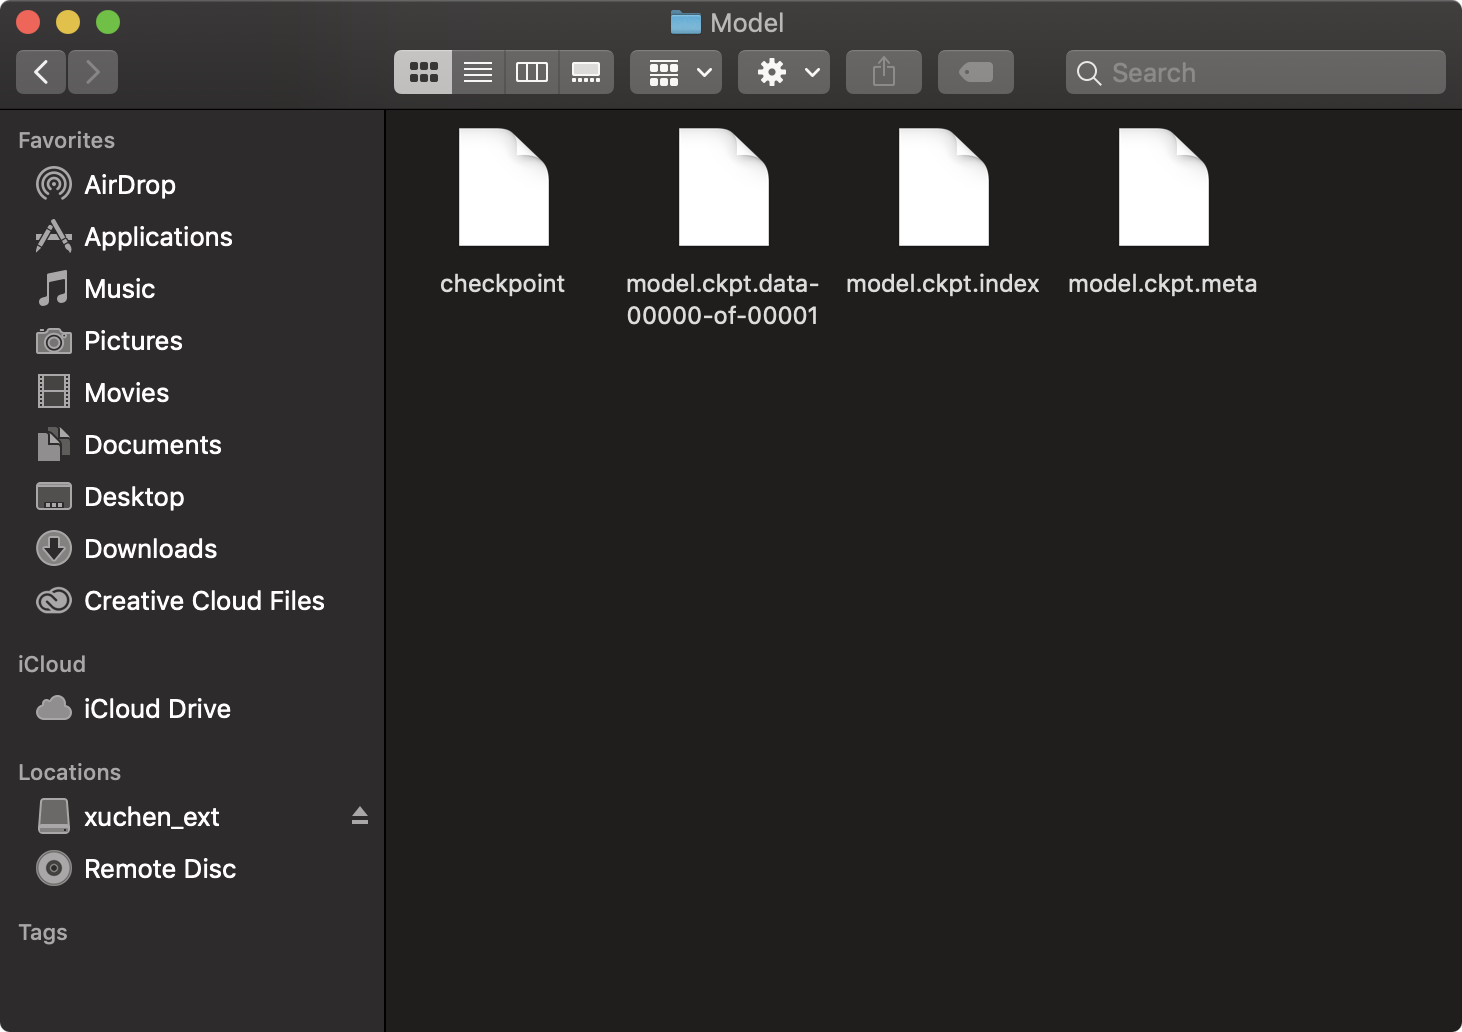 Model
Search
Favorites
AirDrop
Applications
Music
Pictures
Movies
Documents
Desktop
Downloads
Creative Cloud Files
iCloud
iCloud Drive
Locations
xuchen_ext
Remote Disc
Tags
checkpoint
model.ckpt.data-
00000-of-00001
model.ckpt.index
model.ckpt.meta